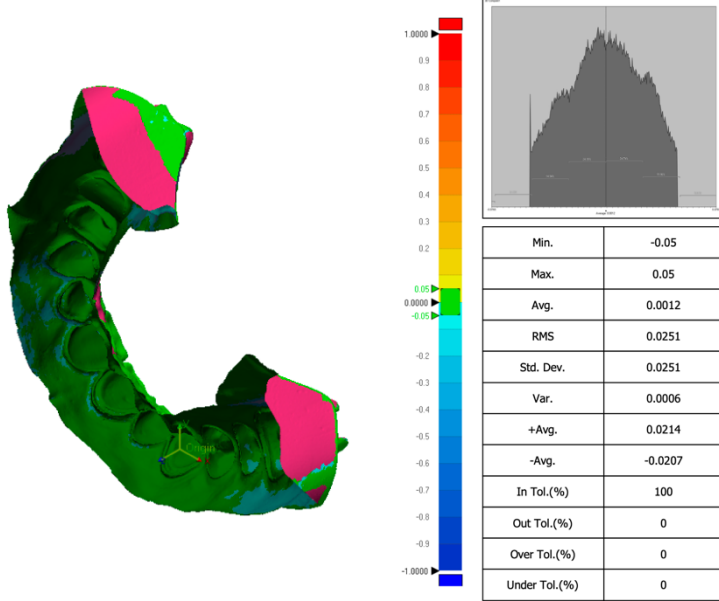 1.0000
0.9
0.8
0.7
0.6
0.5
0.4
0.3
0.2
0.05
0.0000
-0.05
-0.2
-0.3
-0.4
-0.5
-0.6
-0.7
-0.8
-0.9
-1.0000
Origin
Min. -0.05
Max. 0.05
Avg. 0.0012
RMS 0.0251
Std. Dev. 0.0251
Var. 0.0006
+Avg. 0.0214
-Avg. -0.0207
In Tol.(%) 100
Out Tol.(%) 0
Over Tol.(%) 0
Under Tol.(%) 0